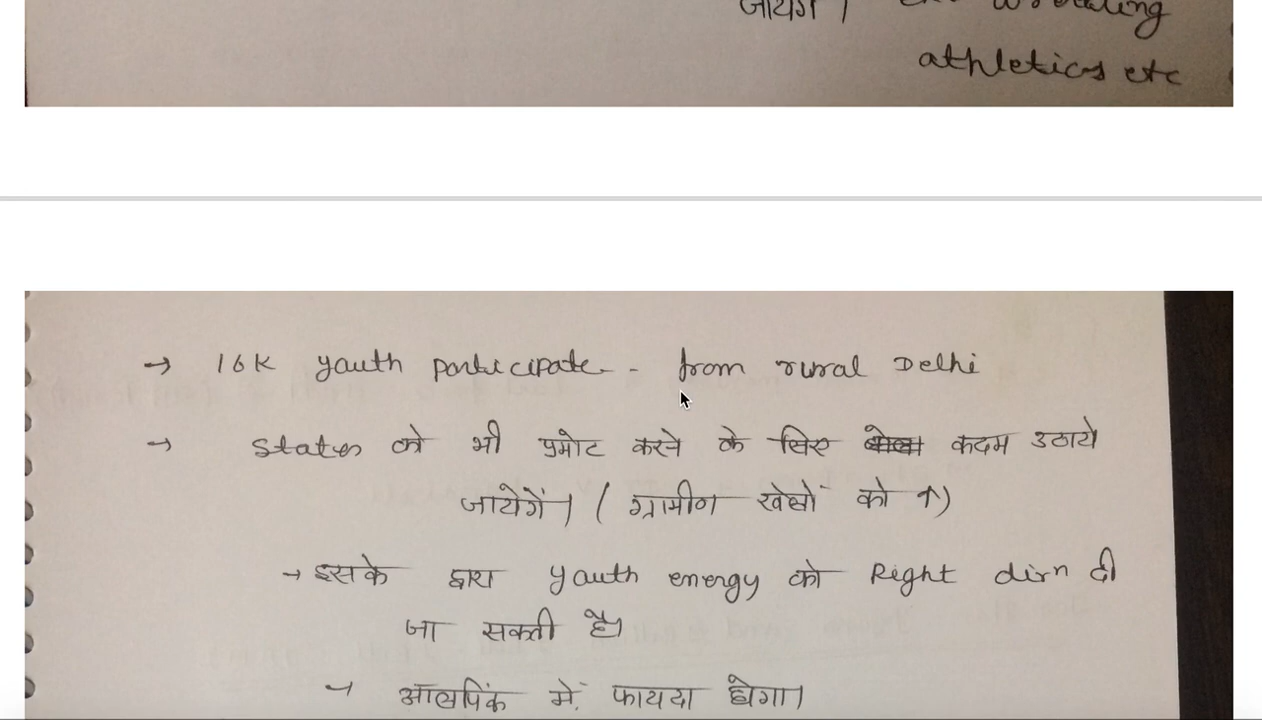 जायेगें।
athletics etc
→ 16K youth participate - from rural Delhi
→ States को भी प्रमोट करने के लिए कदम उठाये
जायेगें। ( ग्रामीण खेलों को ↑)
→ इसके द्वारा youth energy को Right dirn दी
जा सकती है।
→ ऑलपिंक में फायदा होगा।